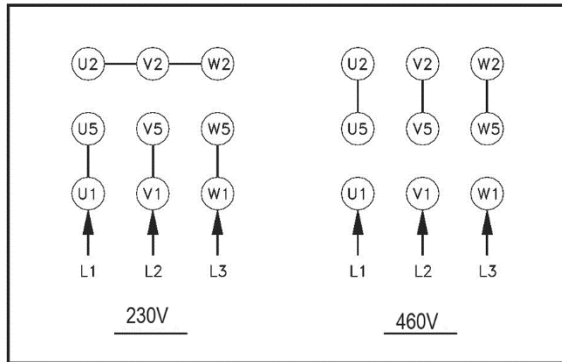 U2 V2 W2 U2 V2 W2
U5 V5 W5 U5 V5 W5
U1 V1 W1 U1 V1 W1
L1 L2 L3 L1 L2 L3
230V 460V